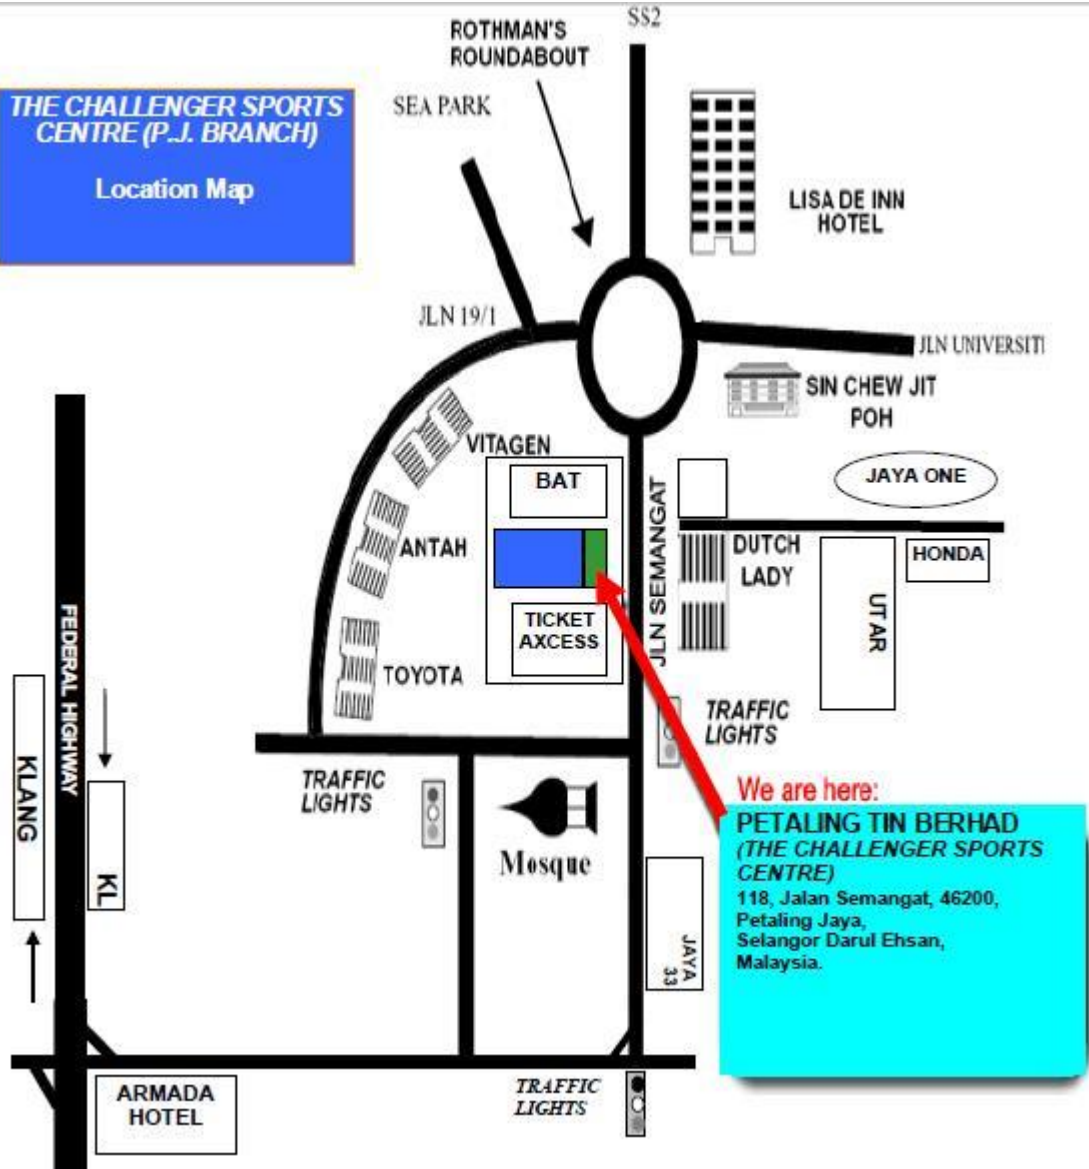 SS2
ROTHMAN'S
ROUNDABOUT
THE CHALLENGER SPORTS
CENTRE (P.J. BRANCH)
Location Map
SEA PARK
LISA DE INN
HOTEL
JLN 19/1
JLN UNIVERSITI
SIN CHEW JIT
POH
VITAGEN
BAT
JAYA ONE
JLN SEMANGAT
ANTAH
DUTCH
LADY
HONDA
UTAR
TICKET
AXCESS
TOYOTA
FEDERAL HIGHWAY
TRAFFIC
LIGHTS
KLANG
TRAFFIC
LIGHTS
KL
Mosque
We are here:
PETALING TIN BERHAD
(THE CHALLENGER SPORTS
CENTRE)
118, Jalan Semangat, 46200,
Petaling Jaya,
Selangor Darul Ehsan,
Malaysia.
JAYA
33
ARMADA
HOTEL
TRAFFIC
LIGHTS